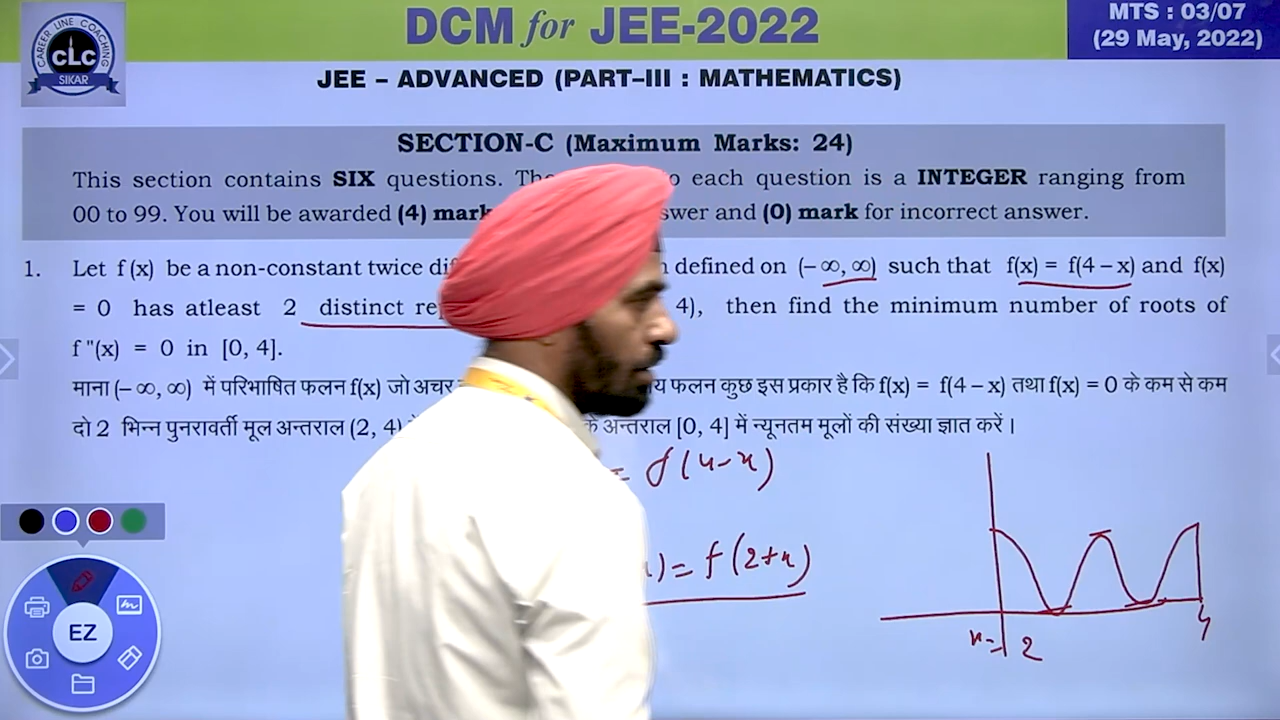 DCM for JEE-2022
MTS : 03/07
(29 May, 2022)
CAREER LINE COACHING
CLC
SIKAR
JEE – ADVANCED (PART–III : MATHEMATICS)
SECTION-C (Maximum Marks: 24)
This section contains SIX questions. The to each question is a INTEGER ranging from
00 to 99. You will be awarded (4) mark and (0) mark for incorrect answer.
1. Let f (x) be a non-constant twice defined on (– ∞, ∞) such that f(x) = f(4 – x) and f(x)
= 0 has atleast 2 distinct 4), then find the minimum number of roots of
f "(x) = 0 in [0, 4].
माना (– ∞, ∞) में परिभाषित फलन f(x) जो अचर फलन कुछ इस प्रकार है कि f(x) = f(4 – x) तथा f(x) = 0 के कम से कम
दो 2 भिन्न पुनरावर्ती मूल अन्तराल (2, 4) के अन्तराल [0, 4] में न्यूनतम मूलों की संख्या ज्ञात करें।
= f(4-x)
) = f(2+x)
x= 2
4
EZ